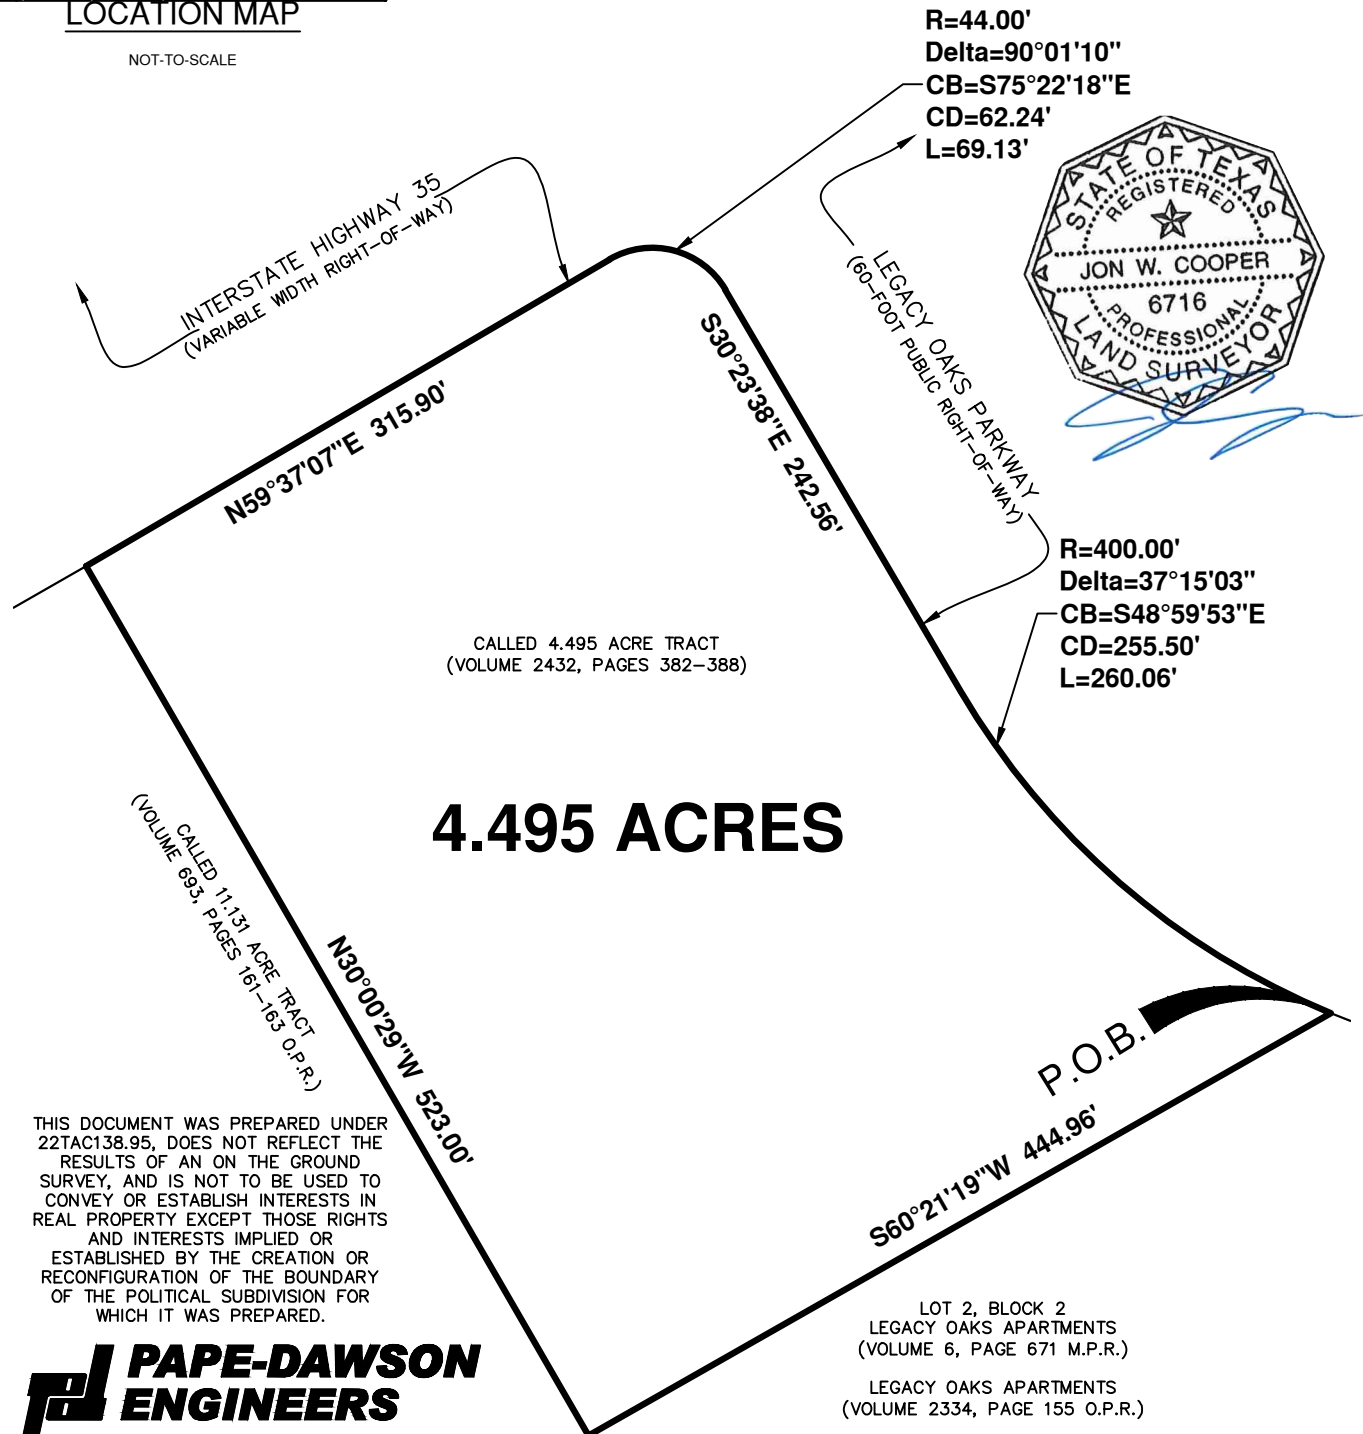 LOCATION MAP
NOT-TO-SCALE
R=44.00'
Delta=90°01'10"
CB=S75°22'18"E
CD=62.24'
L=69.13'
STATE OF TEXAS
REGISTERED
JON W. COOPER
6716
PROFESSIONAL
LAND SURVEYOR
INTERSTATE HIGHWAY 35
(VARIABLE WIDTH RIGHT-OF-WAY)
LEGACY OAKS PARKWAY
(60-FOOT PUBLIC RIGHT-OF-WAY)
N59°37'07"E 315.90'
S30°23'38"E 242.56'
R=400.00'
Delta=37°15'03"
CB=S48°59'53"E
CD=255.50'
L=260.06'
CALLED 4.495 ACRE TRACT
(VOLUME 2432, PAGES 382-388)
4.495 ACRES
CALLED 11.131 ACRE TRACT
(VOLUME 693, PAGES 161-163 O.P.R.)
N30°00'29"W 523.00'
P.O.B.
S60°21'19"W 444.96'
THIS DOCUMENT WAS PREPARED UNDER
22TAC138.95, DOES NOT REFLECT THE
RESULTS OF AN ON THE GROUND
SURVEY, AND IS NOT TO BE USED TO
CONVEY OR ESTABLISH INTERESTS IN
REAL PROPERTY EXCEPT THOSE RIGHTS
AND INTERESTS IMPLIED OR
ESTABLISHED BY THE CREATION OR
RECONFIGURATION OF THE BOUNDARY
OF THE POLITICAL SUBDIVISION FOR
WHICH IT WAS PREPARED.
LOT 2, BLOCK 2
LEGACY OAKS APARTMENTS
(VOLUME 6, PAGE 671 M.P.R.)
LEGACY OAKS APARTMENTS
(VOLUME 2334, PAGE 155 O.P.R.)
PAPE-DAWSON
ENGINEERS